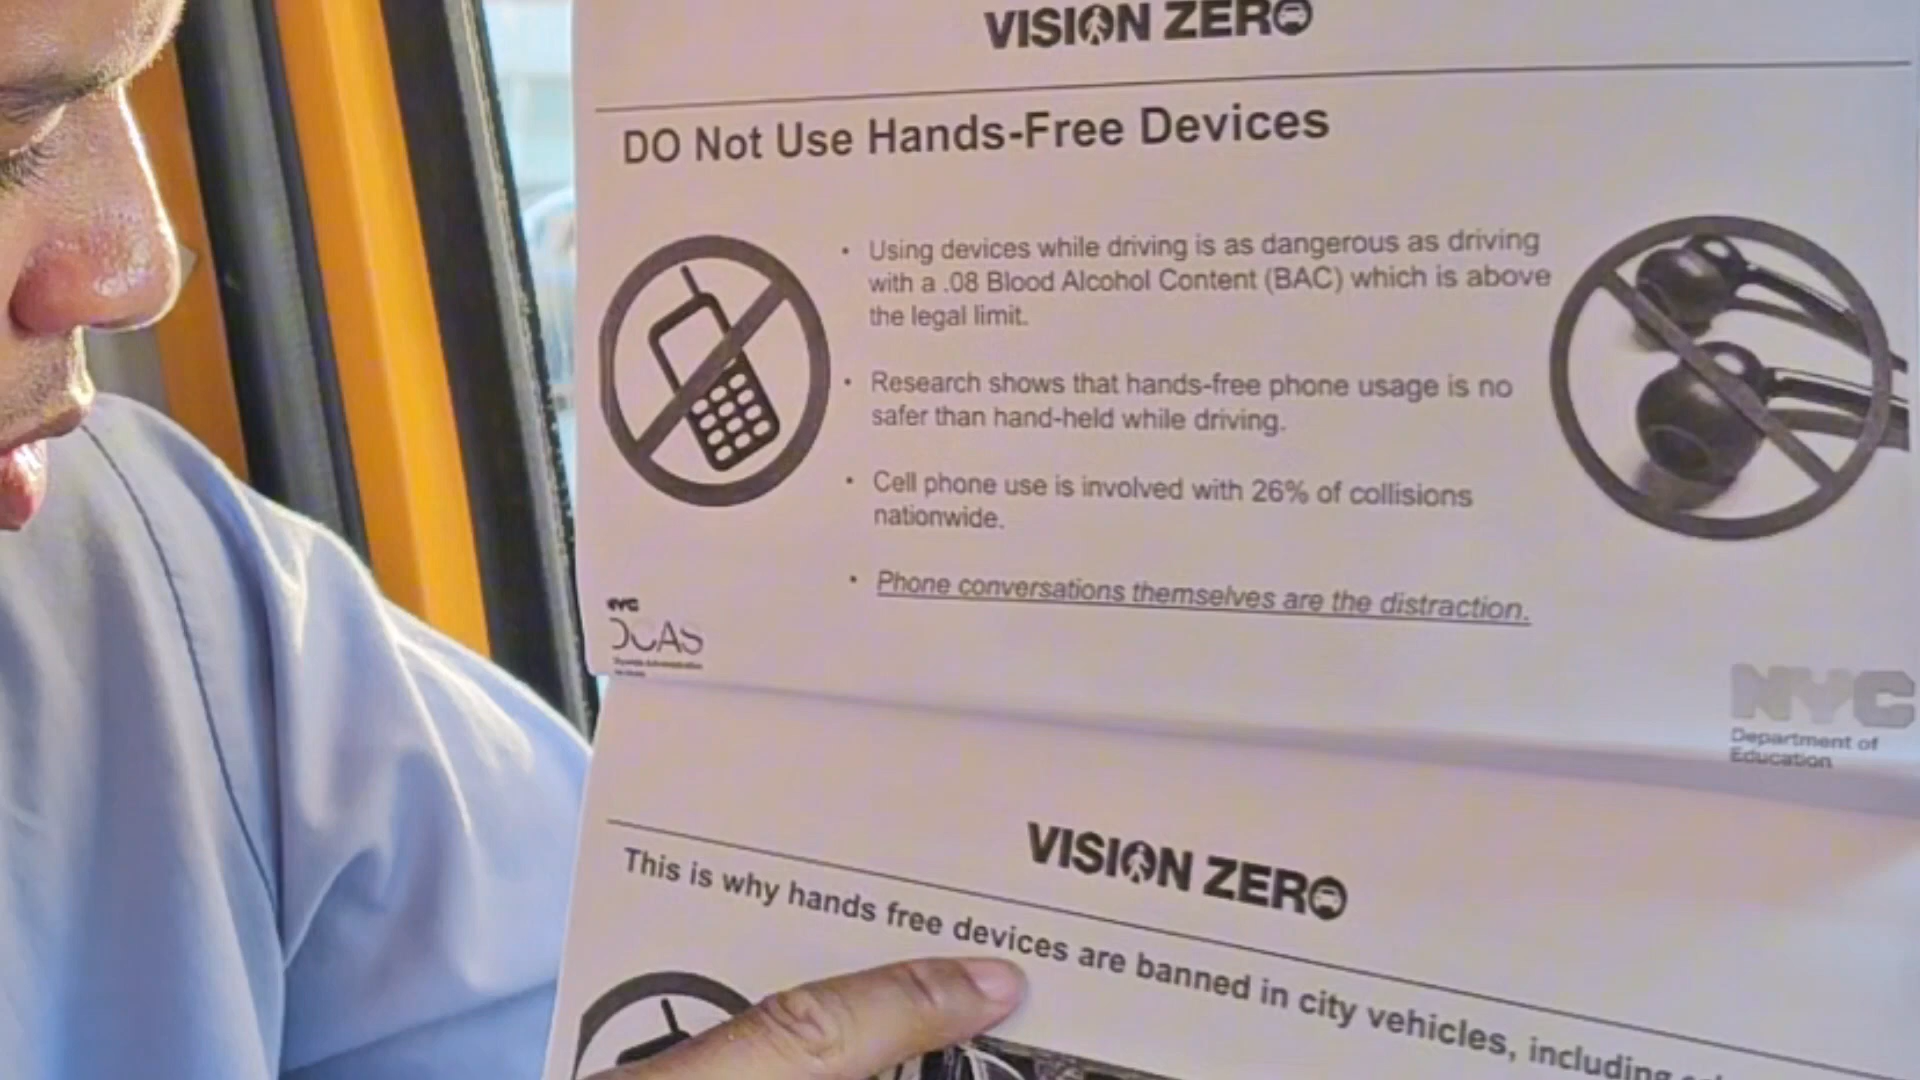 VISION ZERO
DO Not Use Hands-Free Devices
• Using devices while driving is as dangerous as driving
with a .08 Blood Alcohol Content (BAC) which is above
the legal limit.
• Research shows that hands-free phone usage is no
safer than hand-held while driving.
• Cell phone use is involved with 26% of collisions
nationwide.
• Phone conversations themselves are the distraction.
NYC
DCAS
NYC
Department of
Education
VISION ZERO
This is why hands free devices are banned in city vehicles, including